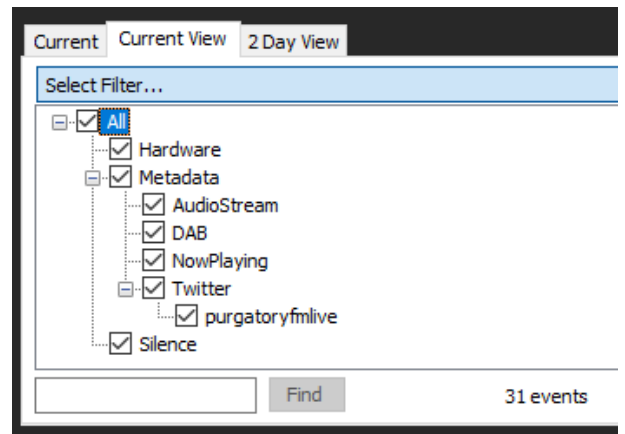 Current Current View 2 Day View
Select Filter...
All
Hardware
Metadata
AudioStream
DAB
NowPlaying
Twitter
purgatoryfmlive
Silence
Find 31 events